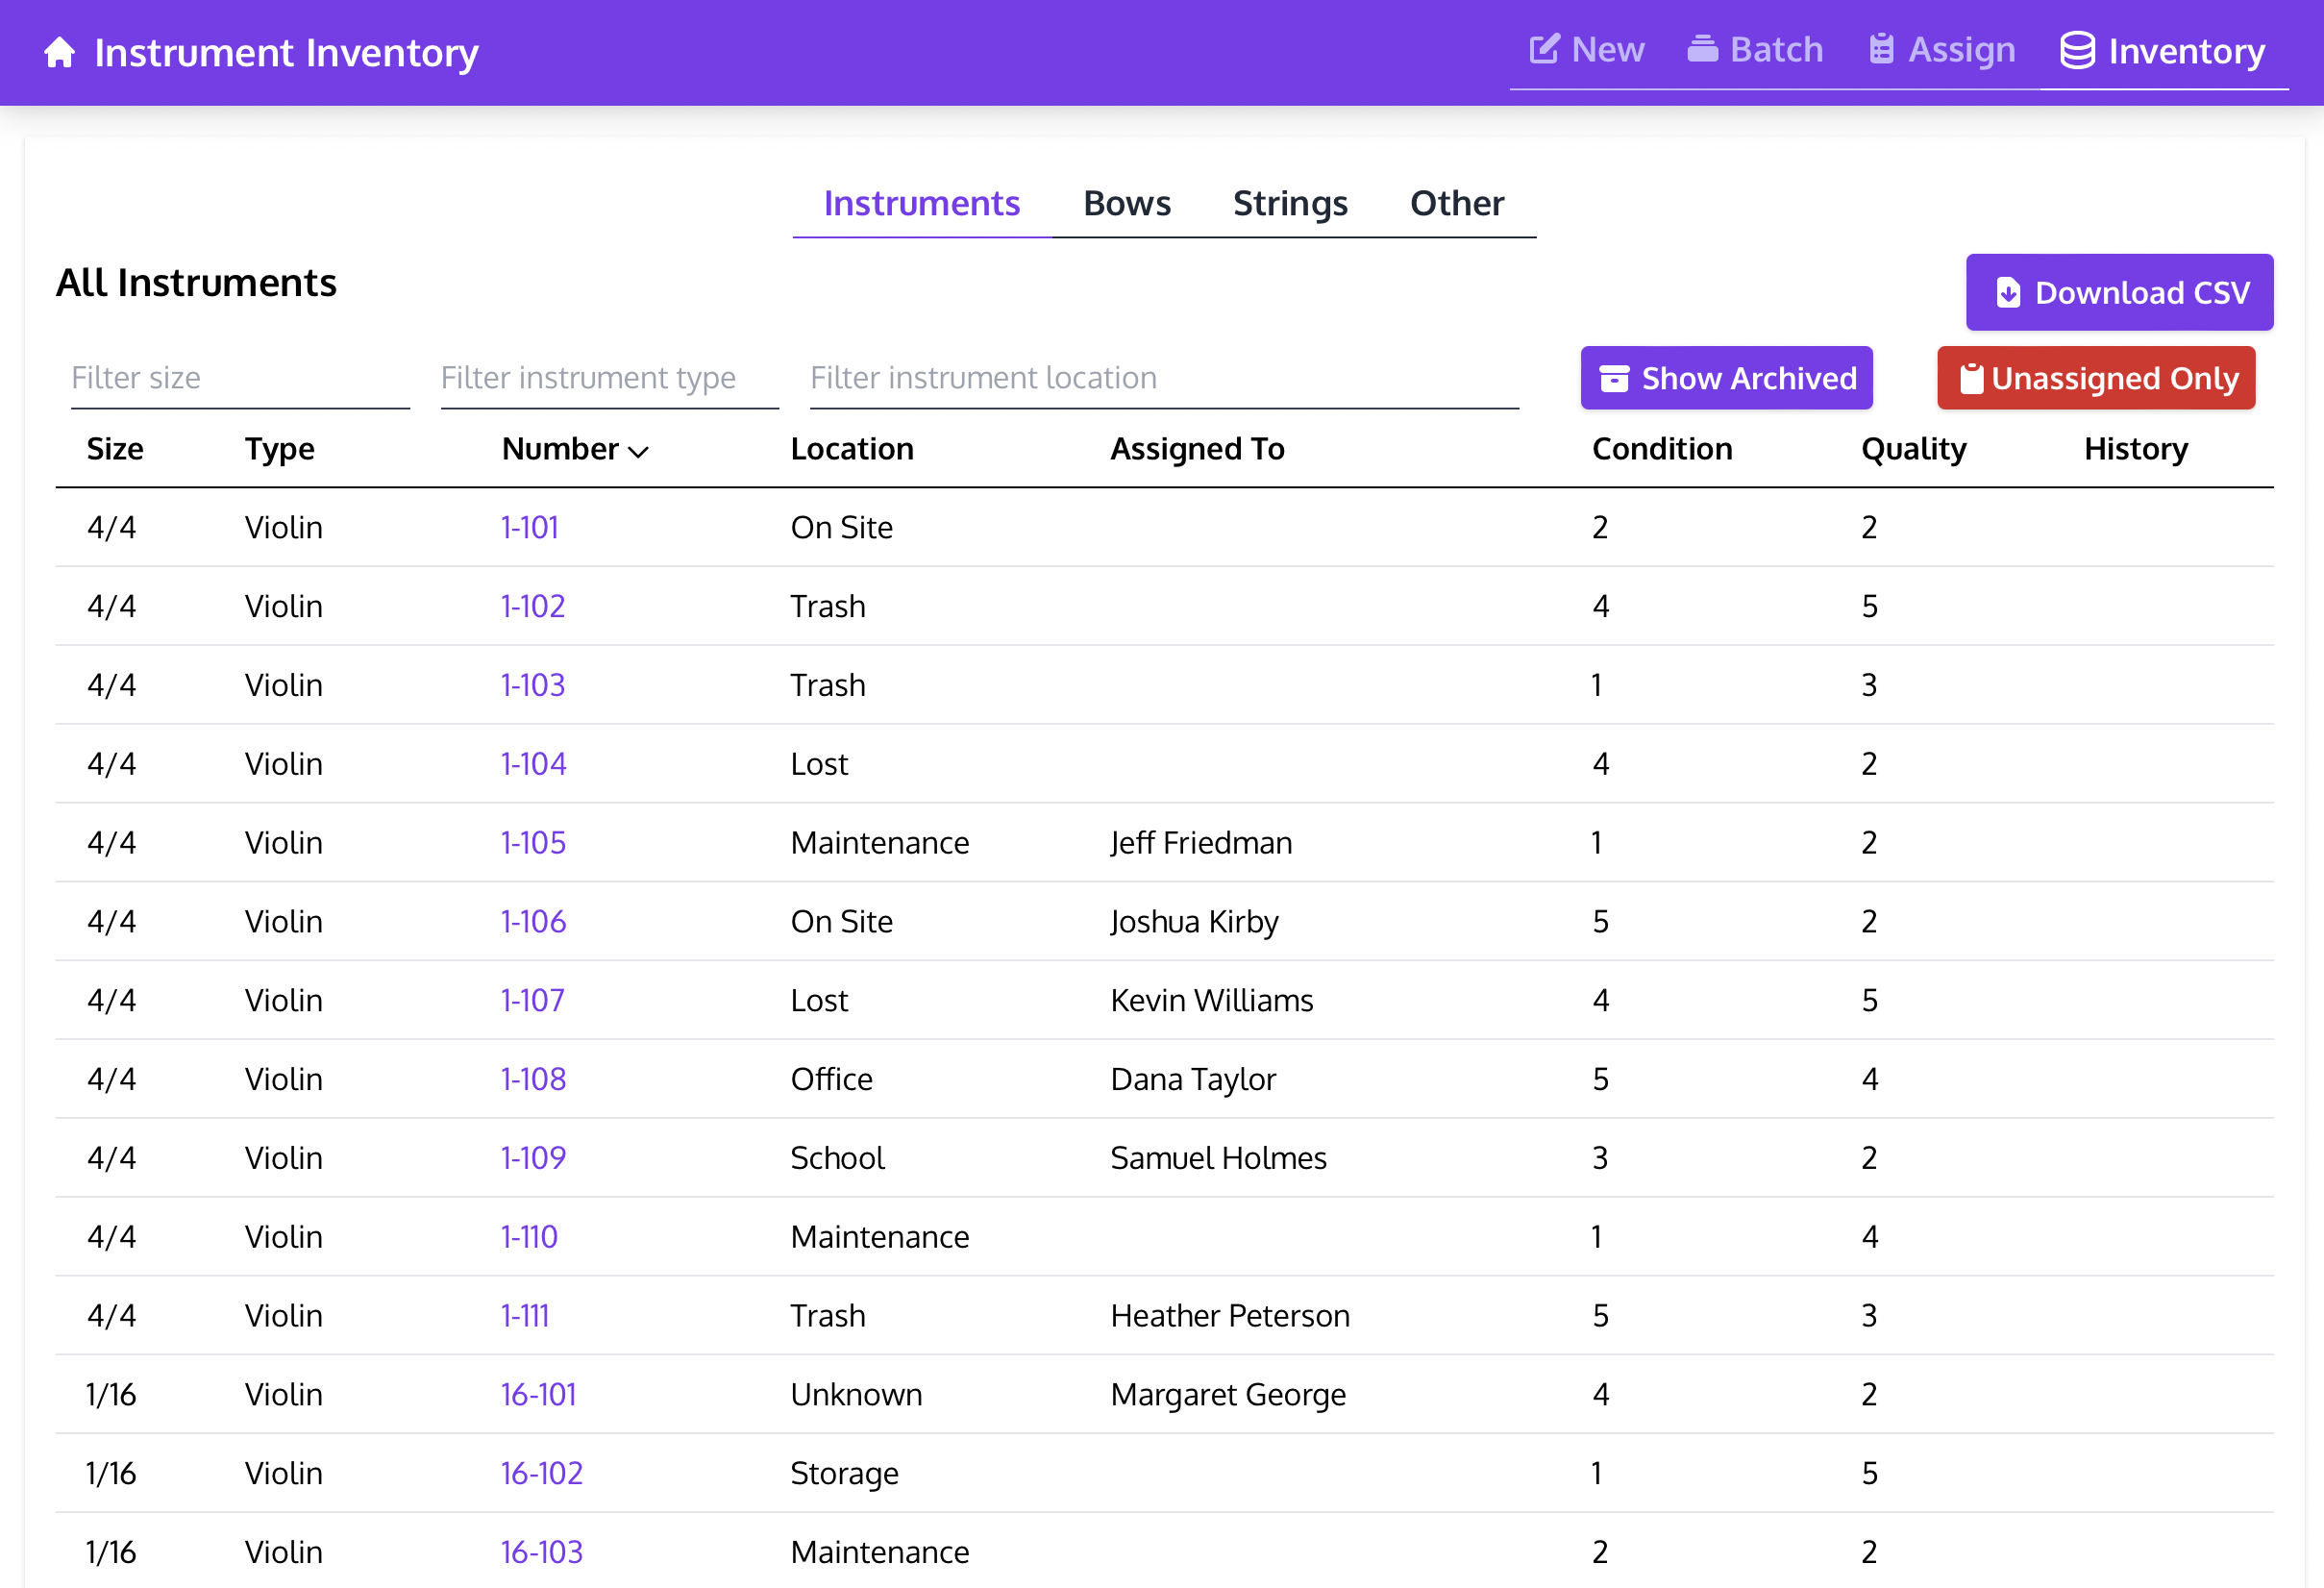 Instrument Inventory New Batch Assign Inventory
Instruments Bows Strings Other
All Instruments
Download CSV
Filter size Filter instrument type Filter instrument location Show Archived Unassigned Only
Size Type Number Location Assigned To Condition Quality History
4/4 Violin 1-101 On Site 2 2
4/4 Violin 1-102 Trash 4 5
4/4 Violin 1-103 Trash 1 3
4/4 Violin 1-104 Lost 4 2
4/4 Violin 1-105 Maintenance Jeff Friedman 1 2
4/4 Violin 1-106 On Site Joshua Kirby 5 2
4/4 Violin 1-107 Lost Kevin Williams 4 5
4/4 Violin 1-108 Office Dana Taylor 5 4
4/4 Violin 1-109 School Samuel Holmes 3 2
4/4 Violin 1-110 Maintenance 1 4
4/4 Violin 1-111 Trash Heather Peterson 5 3
1/16 Violin 16-101 Unknown Margaret George 4 2
1/16 Violin 16-102 Storage 1 5
1/16 Violin 16-103 Maintenance 2 2